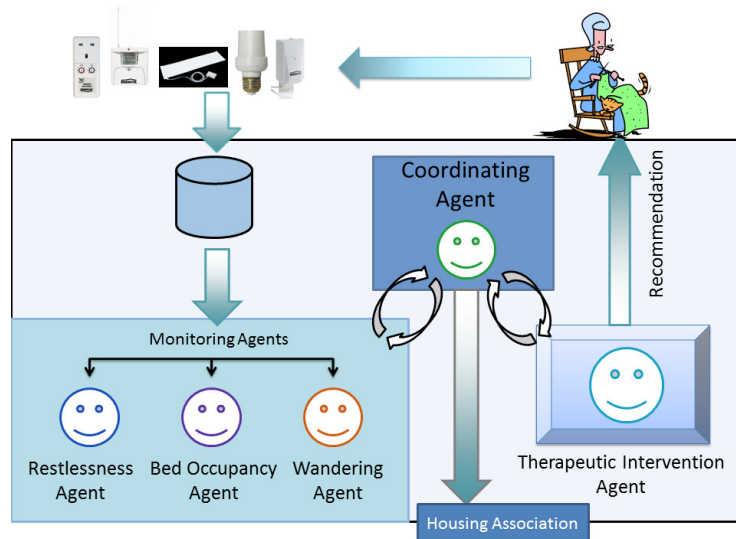 Coordinating
Agent
Recommendation
Monitoring Agents
Restlessness
Agent
Bed Occupancy
Agent
Wandering
Agent
Therapeutic Intervention
Agent
Housing Association